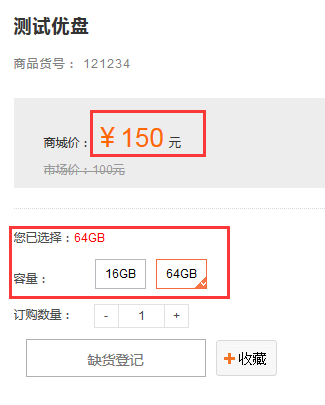 测试优盘
商品货号： 121234
商城价：¥ 150 元
市场价：100元
您已选择：64GB
容量： 16GB 64GB
订购数量： - 1 +
缺货登记 + 收藏